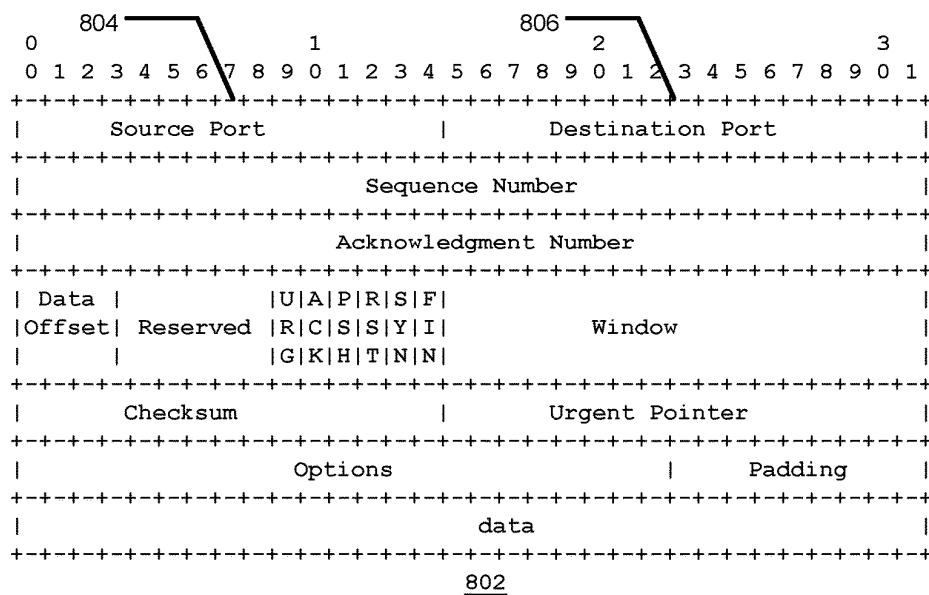 804 806
 0                   1                   2                   3
 0 1 2 3 4 5 6 7 8 9 0 1 2 3 4 5 6 7 8 9 0 1 2 3 4 5 6 7 8 9 0 1
+-+-+-+-+-+-+-+-+-+-+-+-+-+-+-+-+-+-+-+-+-+-+-+-+-+-+-+-+-+-+-+-+
|      Source Port            |       Destination Port          |
+-+-+-+-+-+-+-+-+-+-+-+-+-+-+-+-+-+-+-+-+-+-+-+-+-+-+-+-+-+-+-+-+
|                        Sequence Number                        |
+-+-+-+-+-+-+-+-+-+-+-+-+-+-+-+-+-+-+-+-+-+-+-+-+-+-+-+-+-+-+-+-+
|                      Acknowledgment Number                    |
+-+-+-+-+-+-+-+-+-+-+-+-+-+-+-+-+-+-+-+-+-+-+-+-+-+-+-+-+-+-+-+-+
| Data |          |U|A|P|R|S|F|                                 |
|Offset| Reserved |R|C|S|S|Y|I|          Window                 |
|      |          |G|K|H|T|N|N|                                 |
+-+-+-+-+-+-+-+-+-+-+-+-+-+-+-+-+-+-+-+-+-+-+-+-+-+-+-+-+-+-+-+-+
|       Checksum              |       Urgent Pointer            |
+-+-+-+-+-+-+-+-+-+-+-+-+-+-+-+-+-+-+-+-+-+-+-+-+-+-+-+-+-+-+-+-+
|                   Options                   |     Padding     |
+-+-+-+-+-+-+-+-+-+-+-+-+-+-+-+-+-+-+-+-+-+-+-+-+-+-+-+-+-+-+-+-+
|                                data                           |
+-+-+-+-+-+-+-+-+-+-+-+-+-+-+-+-+-+-+-+-+-+-+-+-+-+-+-+-+-+-+-+-+
802